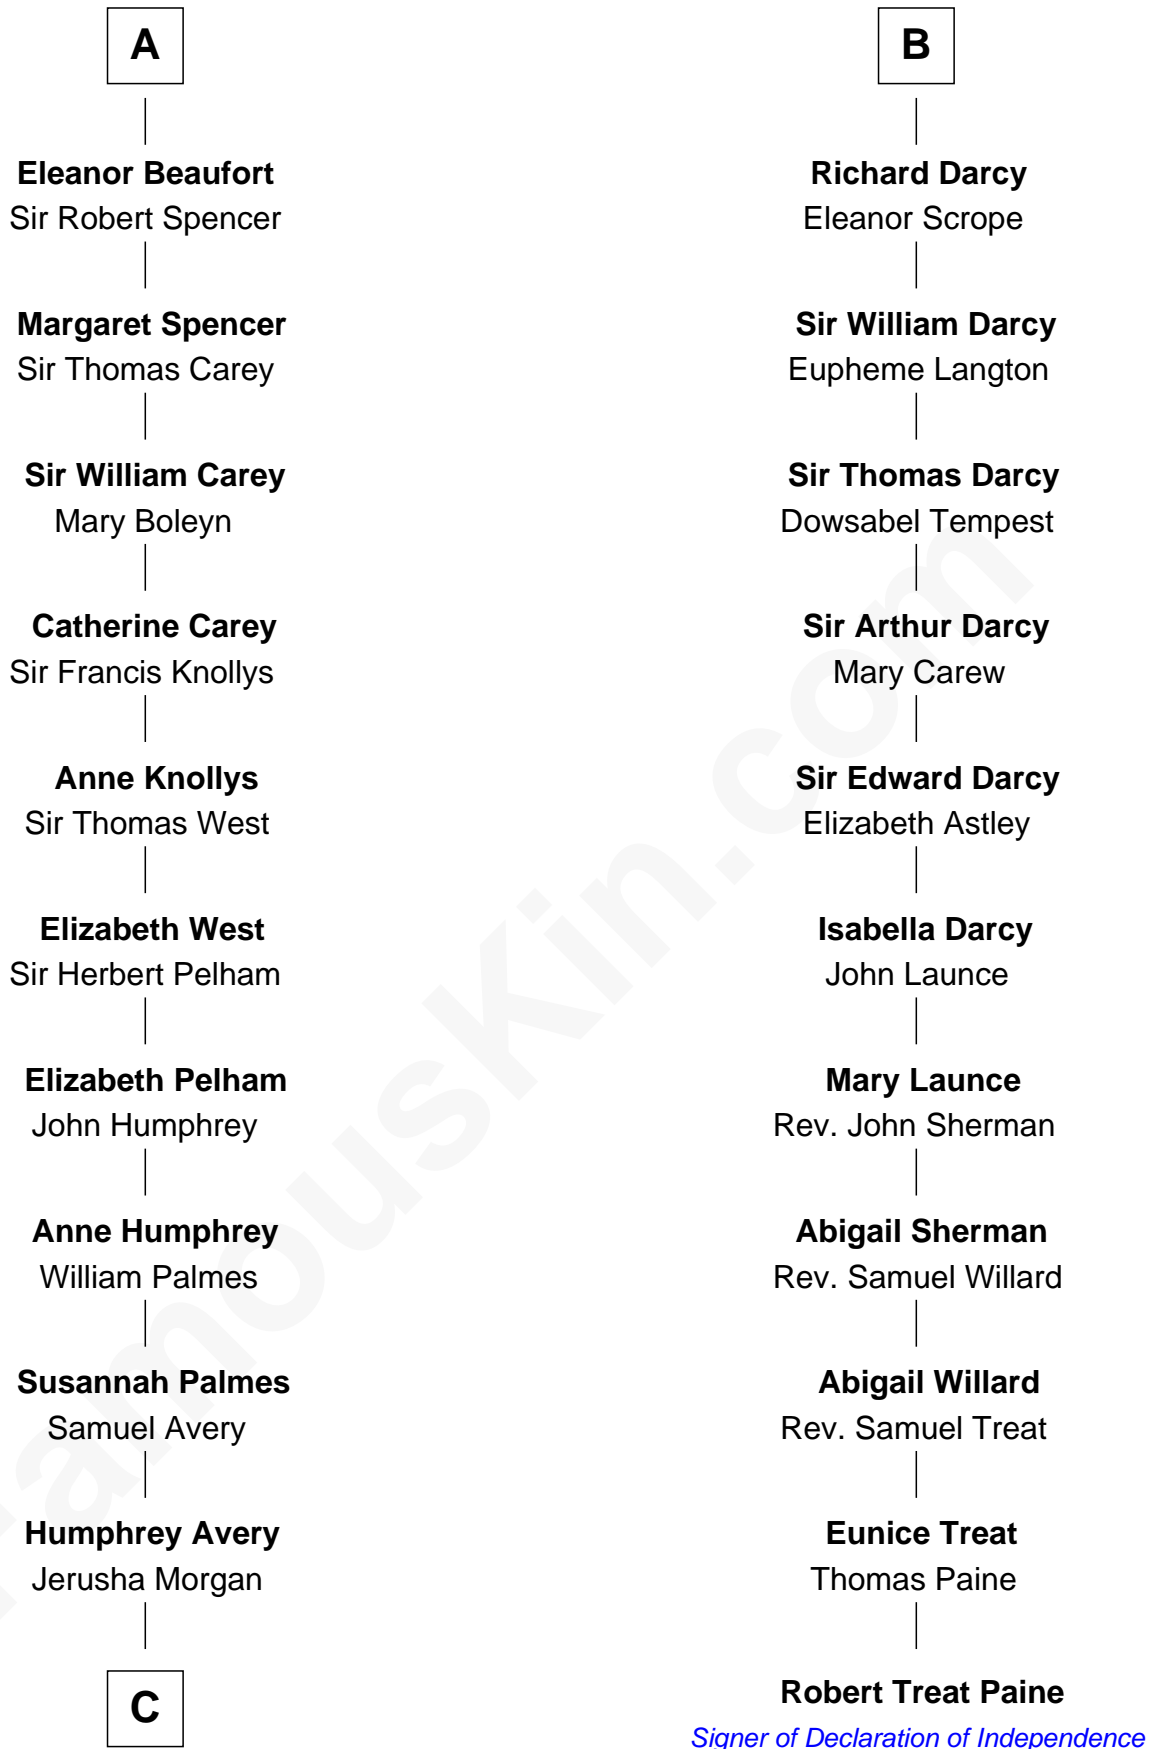 A
Eleanor Beaufort
Sir Robert Spencer
Margaret Spencer
Sir Thomas Carey
Sir William Carey
Mary Boleyn
Catherine Carey
Sir Francis Knollys
Anne Knollys
Sir Thomas West
Elizabeth West
Sir Herbert Pelham
Elizabeth Pelham
John Humphrey
Anne Humphrey
William Palmes
Susannah Palmes
Samuel Avery
Humphrey Avery
Jerusha Morgan
C
B
Richard Darcy
Eleanor Scrope
Sir William Darcy
Eupheme Langton
Sir Thomas Darcy
Dowsabel Tempest
Sir Arthur Darcy
Mary Carew
Sir Edward Darcy
Elizabeth Astley
Isabella Darcy
John Launce
Mary Launce
Rev. John Sherman
Abigail Sherman
Rev. Samuel Willard
Abigail Willard
Rev. Samuel Treat
Eunice Treat
Thomas Paine
Robert Treat Paine
Signer of Declaration of Independence
FamousKin.com